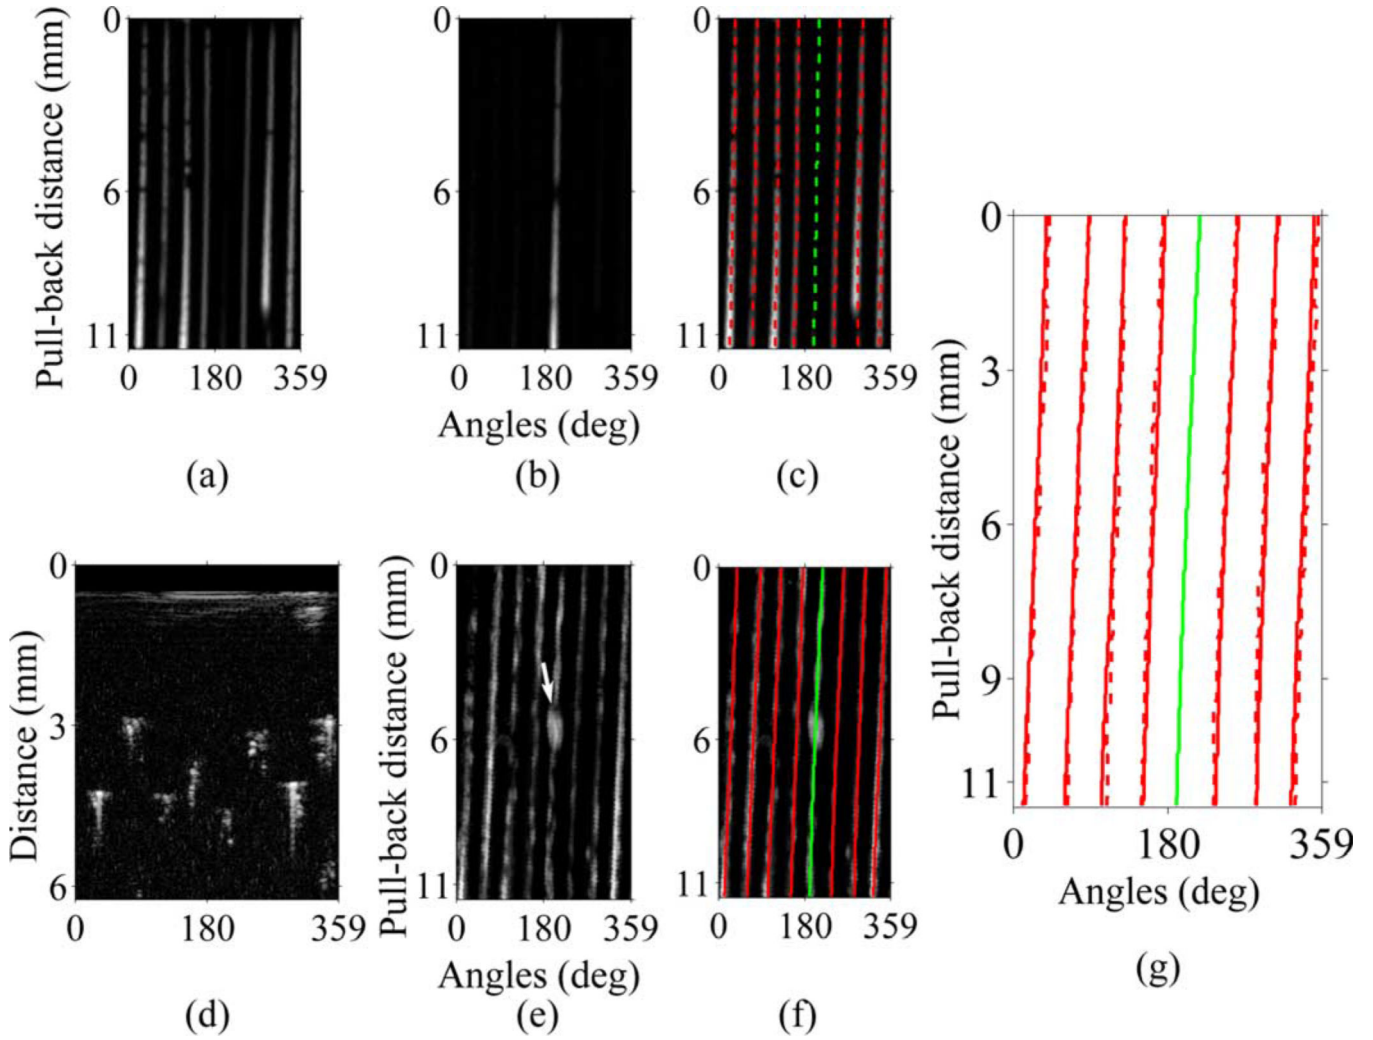 Pull-back distance (mm)
0
6
11
0 180 359
(a)
0
6
11
0 180 359
Angles (deg)
(b)
0
6
11
0 180 359
(c)
Distance (mm)
0
3
6
0 180 359
(d)
Pull-back distance (mm)
0
6
11
0 180 359
Angles (deg)
(e)
0
6
11
0 180 359
(f)
Pull-back distance (mm)
0
3
6
9
11
0 180 359
Angles (deg)
(g)